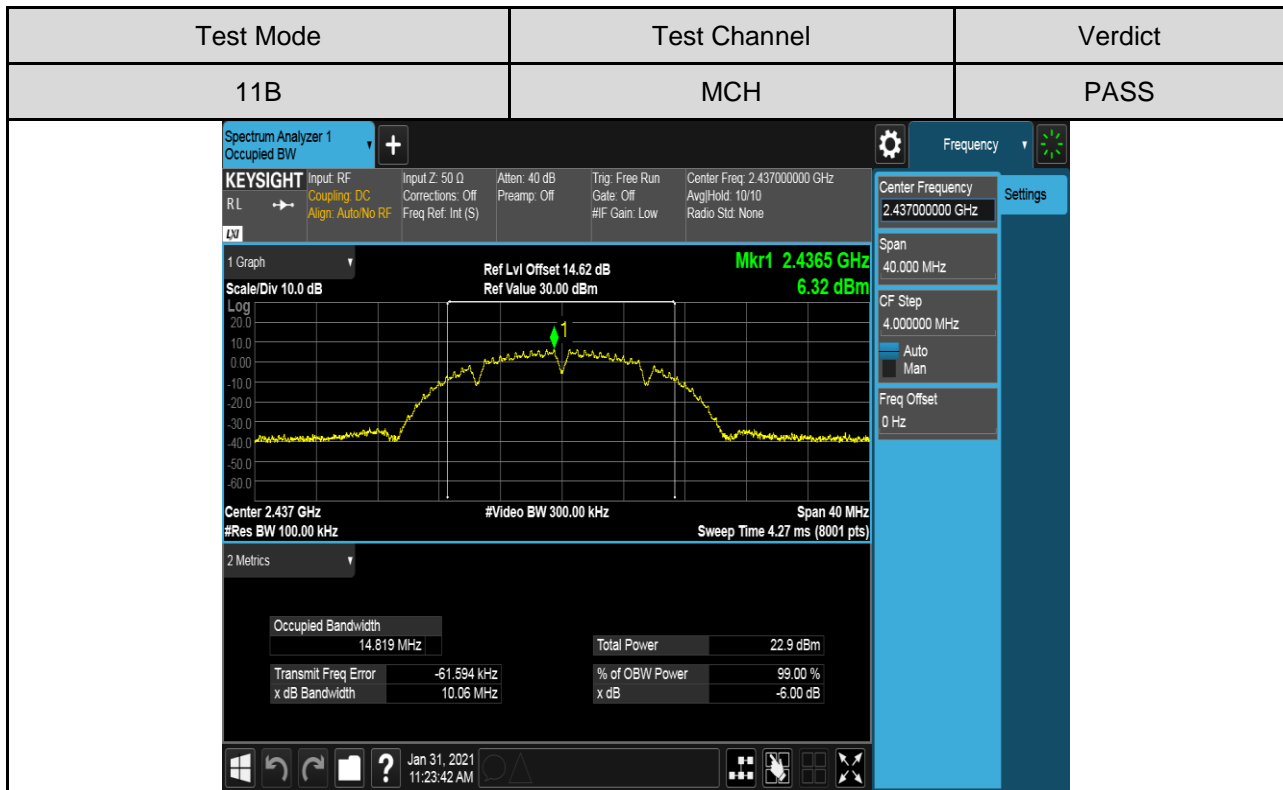 Test Mode Test Channel Verdict
11B MCH PASS
Spectrum Analyzer 1
Occupied BW
+
Frequency
KEYSIGHT
RL
LXI
Input: RF
Coupling: DC
Align: Auto/No RF
Input Z: 50 Ω
Corrections: Off
Freq Ref: Int (S)
Atten: 40 dB
Preamp: Off
Trig: Free Run
Gate: Off
#IF Gain: Low
Center Freq: 2.437000000 GHz
Avg|Hold: 10/10
Radio Std: None
Center Frequency
2.437000000 GHz
Settings
Span
40.000 MHz
CF Step
4.000000 MHz
Auto
Man
Freq Offset
0 Hz
1 Graph
Scale/Div 10.0 dB
Ref Lvl Offset 14.62 dB
Ref Value 30.00 dBm
Mkr1 2.4365 GHz
6.32 dBm
Log
20.0
10.0
0.00
-10.0
-20.0
-30.0
-40.0
-50.0
-60.0
1
Center 2.437 GHz
#Res BW 100.00 kHz
#Video BW 300.00 kHz
Span 40 MHz
Sweep Time 4.27 ms (8001 pts)
2 Metrics
Occupied Bandwidth
14.819 MHz
Transmit Freq Error -61.594 kHz
x dB Bandwidth 10.06 MHz
Total Power 22.9 dBm
% of OBW Power 99.00 %
x dB -6.00 dB
?
Jan 31, 2021
11:23:42 AM